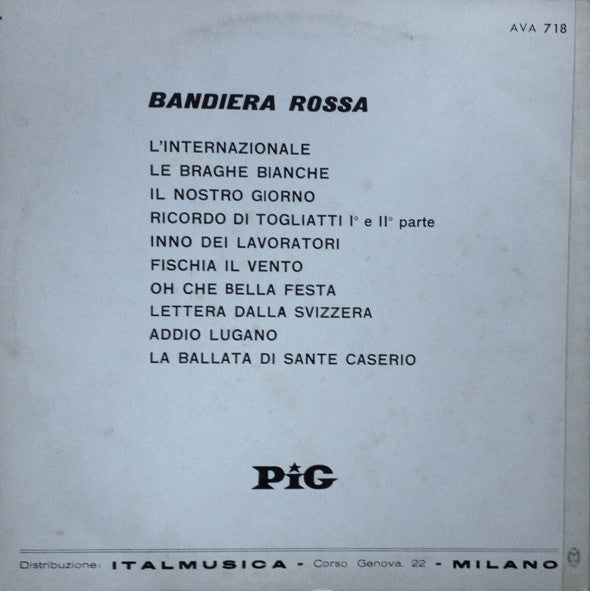 AVA 718
BANDIERA ROSSA
L'INTERNAZIONALE
LE BRAGHE BIANCHE
IL NOSTRO GIORNO
RICORDO DI TOGLIATTI I° e II° parte
INNO DEI LAVORATORI
FISCHIA IL VENTO
OH CHE BELLA FESTA
LETTERA DALLA SVIZZERA
ADDIO LUGANO
LA BALLATA DI SANTE CASERIO
PiG
Distribuzione: ITALMUSICA - Corso Genova, 22 - MILANO